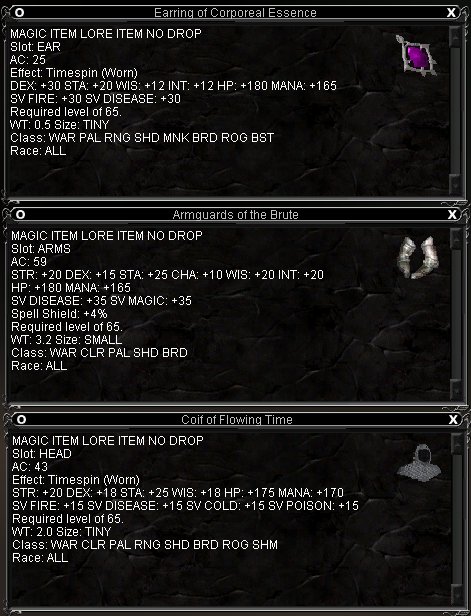 O Earring of Corporeal Essence X
MAGIC ITEM LORE ITEM NO DROP
Slot: EAR
AC: 25
Effect: Timespin (Worn)
DEX: +30 STA: +20 WIS: +12 INT: +12 HP: +180 MANA: +165
SV FIRE: +30 SV DISEASE: +30
Required level of 65.
WT: 0.5 Size: TINY
Class: WAR PAL RNG SHD MNK BRD ROG BST
Race: ALL
O Armguards of the Brute X
MAGIC ITEM LORE ITEM NO DROP
Slot: ARMS
AC: 59
STR: +20 DEX: +15 STA: +25 CHA: +10 WIS: +20 INT: +20
HP: +180 MANA: +165
SV DISEASE: +35 SV MAGIC: +35
Spell Shield: +4%
Required level of 65.
WT: 3.2 Size: SMALL
Class: WAR CLR PAL SHD BRD
Race: ALL
O Coif of Flowing Time X
MAGIC ITEM LORE ITEM NO DROP
Slot: HEAD
AC: 43
Effect: Timespin (Worn)
STR: +20 DEX: +18 STA: +25 WIS: +18 HP: +175 MANA: +170
SV FIRE: +15 SV DISEASE: +15 SV COLD: +15 SV POISON: +15
Required level of 65.
WT: 2.0 Size: TINY
Class: WAR CLR PAL RNG SHD BRD ROG SHM
Race: ALL